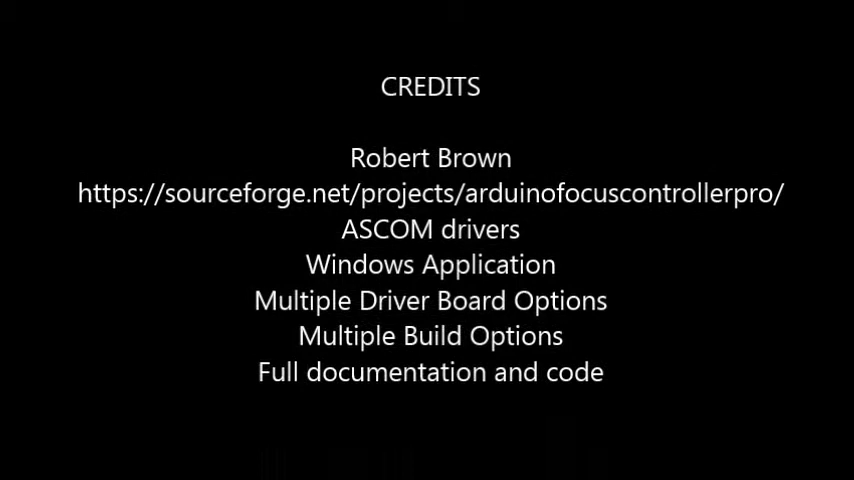 CREDITS
Robert Brown
https://sourceforge.net/projects/arduinofocuscontrollerpro/
ASCOM drivers
Windows Application
Multiple Driver Board Options
Multiple Build Options
Full documentation and code